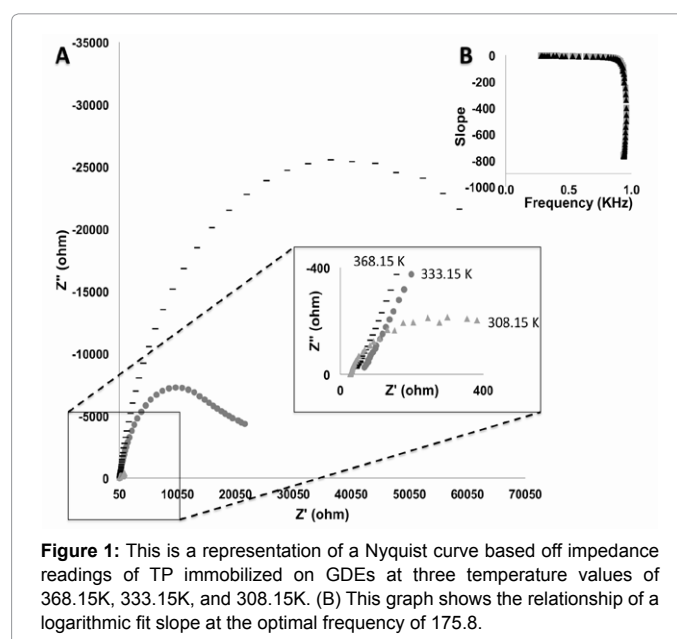 A
-35000
-30000
-25000
-20000
-15000
-10000
-5000
0
Z" (ohm)
50 10050 20050 30050 40050 50050 60050 70050
Z' (ohm)
B
0
-200
-400
-600
-800
-1000
Slope
0.0 0.5 1.0
Frequency (KHz)
368.15 K
333.15 K
308.15 K
-400
0
Z" (ohm)
0 400
Z' (ohm)
Figure 1: This is a representation of a Nyquist curve based off impedance
readings of TP immobilized on GDEs at three temperature values of
368.15K, 333.15K, and 308.15K. (B) This graph shows the relationship of a
logarithmic fit slope at the optimal frequency of 175.8.